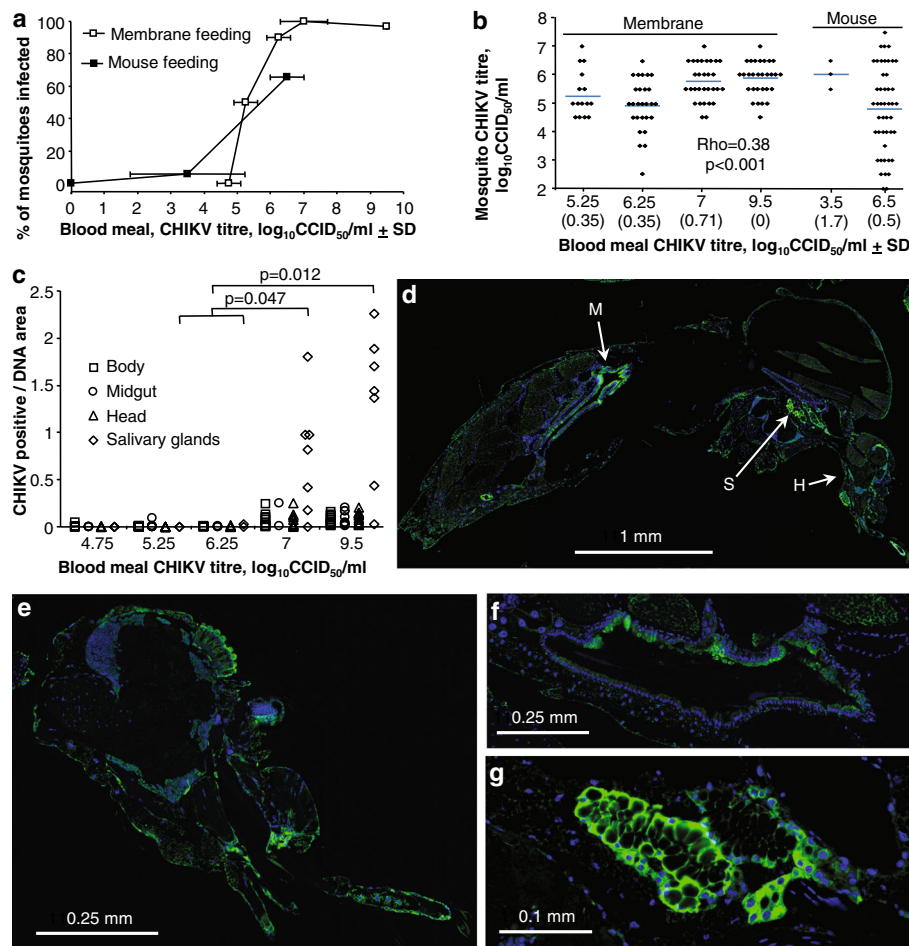 a
100
80
60
40
20
0
% of mosquitoes infected
Membrane feeding
Mouse feeding
0 1 2 3 4 5 6 7 8 9 10
Blood meal, CHIKV titre, log10CCID50/ml ± SD
b
Membrane
Mouse
8
7
6
5
4
3
2
Mosquito CHIKV titre,
log10CCID50/ml
Rho=0.38
p<0.001
5.25 6.25 7 9.5 3.5 6.5
(0.35) (0.35) (0.71) (0) (1.7) (0.5)
Blood meal CHIKV titre, log10CCID50/ml ± SD
c
p=0.012
p=0.047
2.5
2
1.5
1
0.5
0
CHIKV positive / DNA area
Body
Midgut
Head
Salivary glands
4.75 5.25 6.25 7 9.5
Blood meal CHIKV titre, log10CCID50/ml
d
M
S
H
1 mm
e
0.25 mm
f
0.25 mm
g
0.1 mm